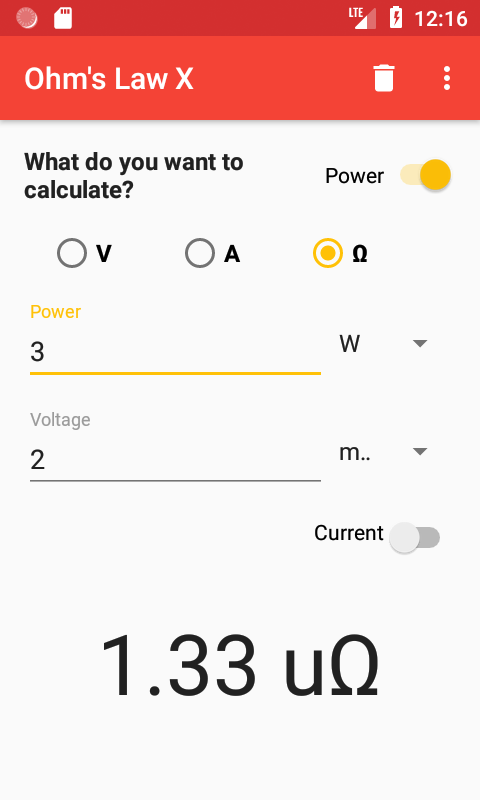 LTE 12:16
Ohm's Law X
What do you want to
calculate?
Power
V A Ω
Power
3 W
Voltage
2 m..
Current
1.33 uΩ